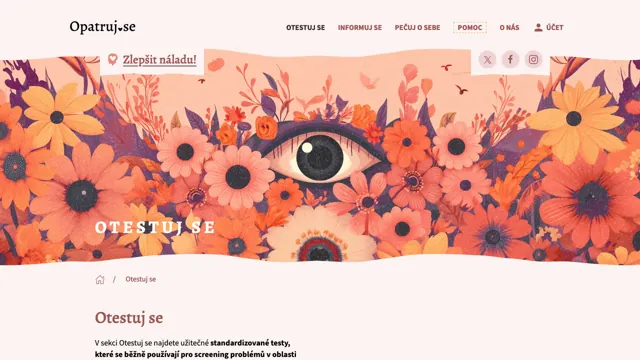 Opatruj.se
OTESTUJ SE
INFORMUJ SE
PEČUJ O SEBE
POMOC
O NÁS
ÚČET
Zlepšit náladu!
OTESTUJ SE
/ Otestuj se
Otestuj se
V sekci Otestuj se najdete užitečné standardizované testy,
které se běžně používají pro screening problémů v oblasti